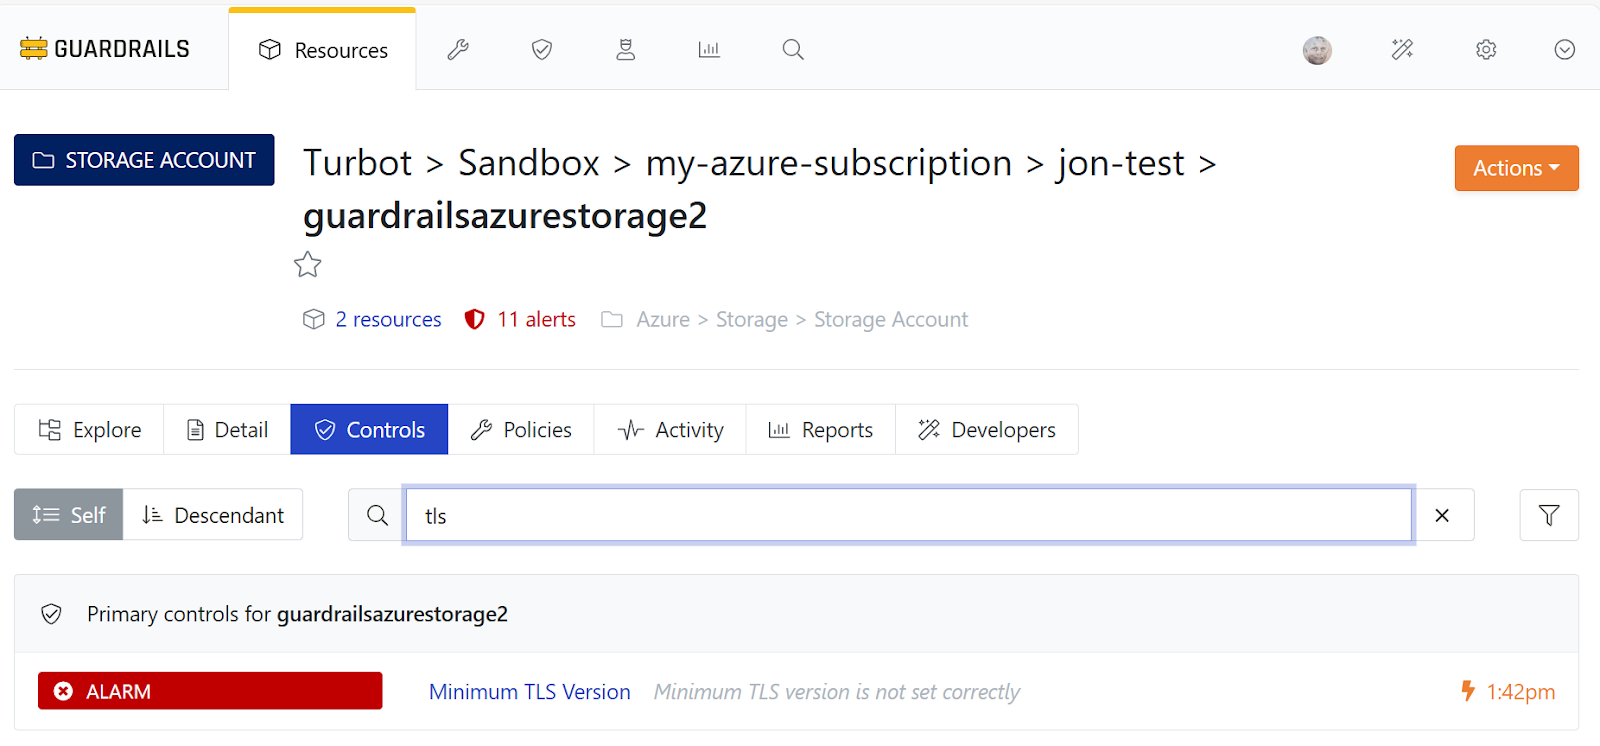 GUARDRAILS
Resources
STORAGE ACCOUNT
Turbot > Sandbox > my-azure-subscription > jon-test >
guardrailsazurestorage2
Actions
2 resources 11 alerts Azure > Storage > Storage Account
Explore Detail Controls Policies Activity Reports Developers
Self Descendant tls
Primary controls for guardrailsazurestorage2
ALARM Minimum TLS Version Minimum TLS version is not set correctly 1:42pm